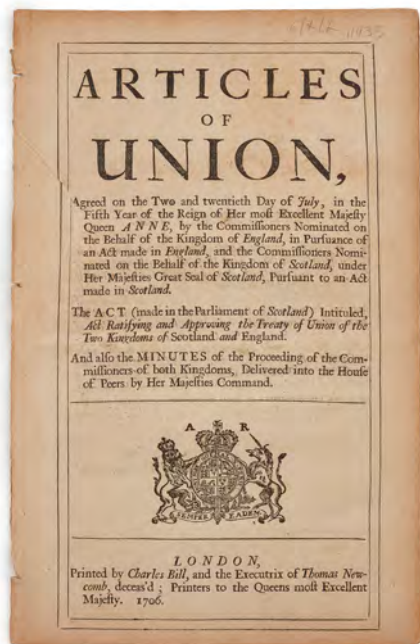 ARTICLES
OF
UNION,
Agreed on the Two and twentieth Day of July, in the
Fifth Year of the Reign of Her moſt Excellent Majeſty
Queen ANNE, by the Commiſſioners Nominated on
the Behalf of the Kingdom of England, in Purſuance of
an Act made in England, and the Commiſſioners Nomi-
nated on the Behalf of the Kingdom of Scotland, under
Her Majeſties Great Seal of Scotland, Purſuant to an Act
made in Scotland.
The ACT (made in the Parliament of Scotland) Intituled,
Act Ratifying and Approving the Treaty of Union of the
Two Kingdoms of Scotland and England.
And alſo the MINUTES of the Proceeding of the Com-
miſſioners of both Kingdoms, Delivered into the Houſe
of Peers by Her Majeſties Command.
A R
SEMPER EADEM
LONDON,
Printed by Charles Bill, and the Executrix of Thomas New-
comb, deceas'd; Printers to the Queens moſt Excellent
Majeſty. 1706.